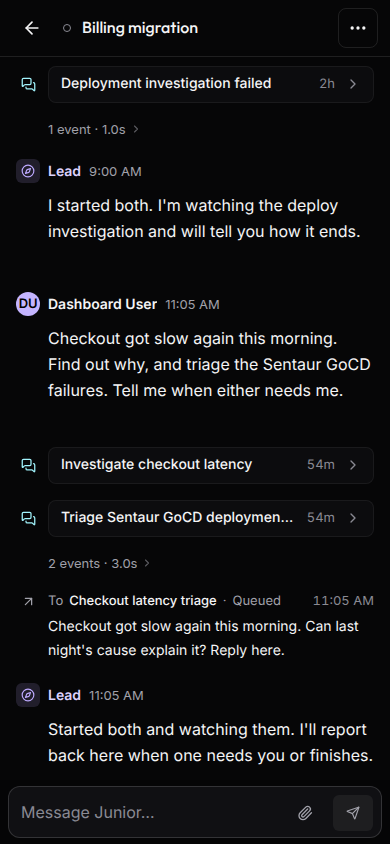 Billing migration
Deployment investigation failed 2h
1 event · 1.0s
Lead 9:00 AM
I started both. I'm watching the deploy
investigation and will tell you how it ends.
DU Dashboard User 11:05 AM
Checkout got slow again this morning.
Find out why, and triage the Sentaur GoCD
failures. Tell me when either needs me.
Investigate checkout latency 54m
Triage Sentaur GoCD deploymen... 54m
2 events · 3.0s
To Checkout latency triage · Queued 11:05 AM
Checkout got slow again this morning. Can last
night's cause explain it? Reply here.
Lead 11:05 AM
Started both and watching them. I'll report
back here when one needs you or finishes.
Message Junior...